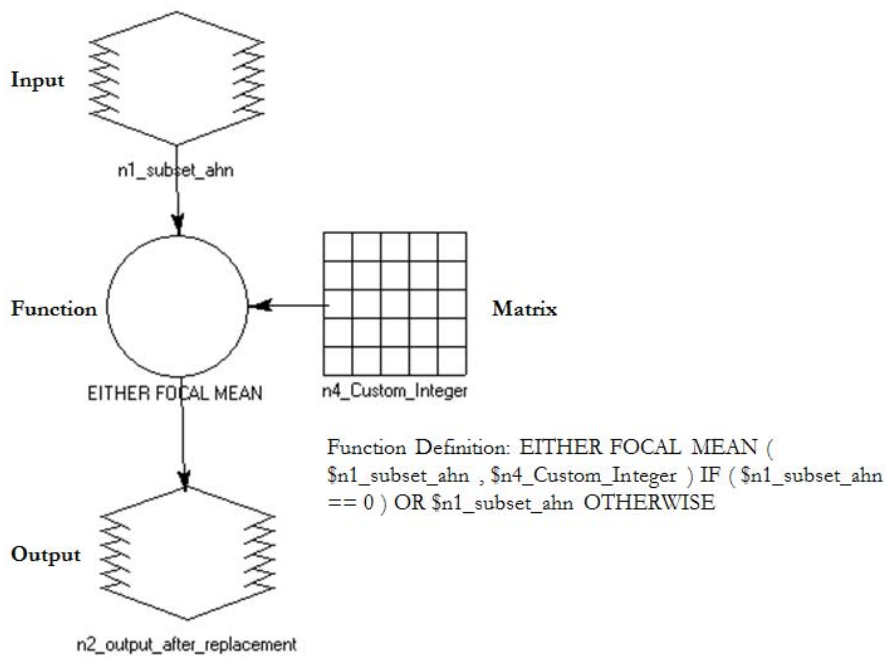 Input
n1_subset_ahn
Function
Matrix
EITHER FOCAL MEAN
n4_Custom_Integer
Function Definition: EITHER FOCAL MEAN (
$n1_subset_ahn , $n4_Custom_Integer ) IF ( $n1_subset_ahn
== 0 ) OR $n1_subset_ahn OTHERWISE
Output
n2_output_after_replacement